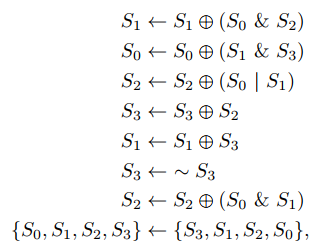 S₁ ← S₁ ⊕ ( S₀ & S₂ )
S₀ ← S₀ ⊕ ( S₁ & S₃ )
S₂ ← S₂ ⊕ ( S₀ | S₁ )
S₃ ← S₃ ⊕ S₂
S₁ ← S₁ ⊕ S₃
S₃ ← ∼ S₃
S₂ ← S₂ ⊕ ( S₀ & S₁ )
{S₀, S₁, S₂, S₃} ← {S₃, S₁, S₂, S₀},